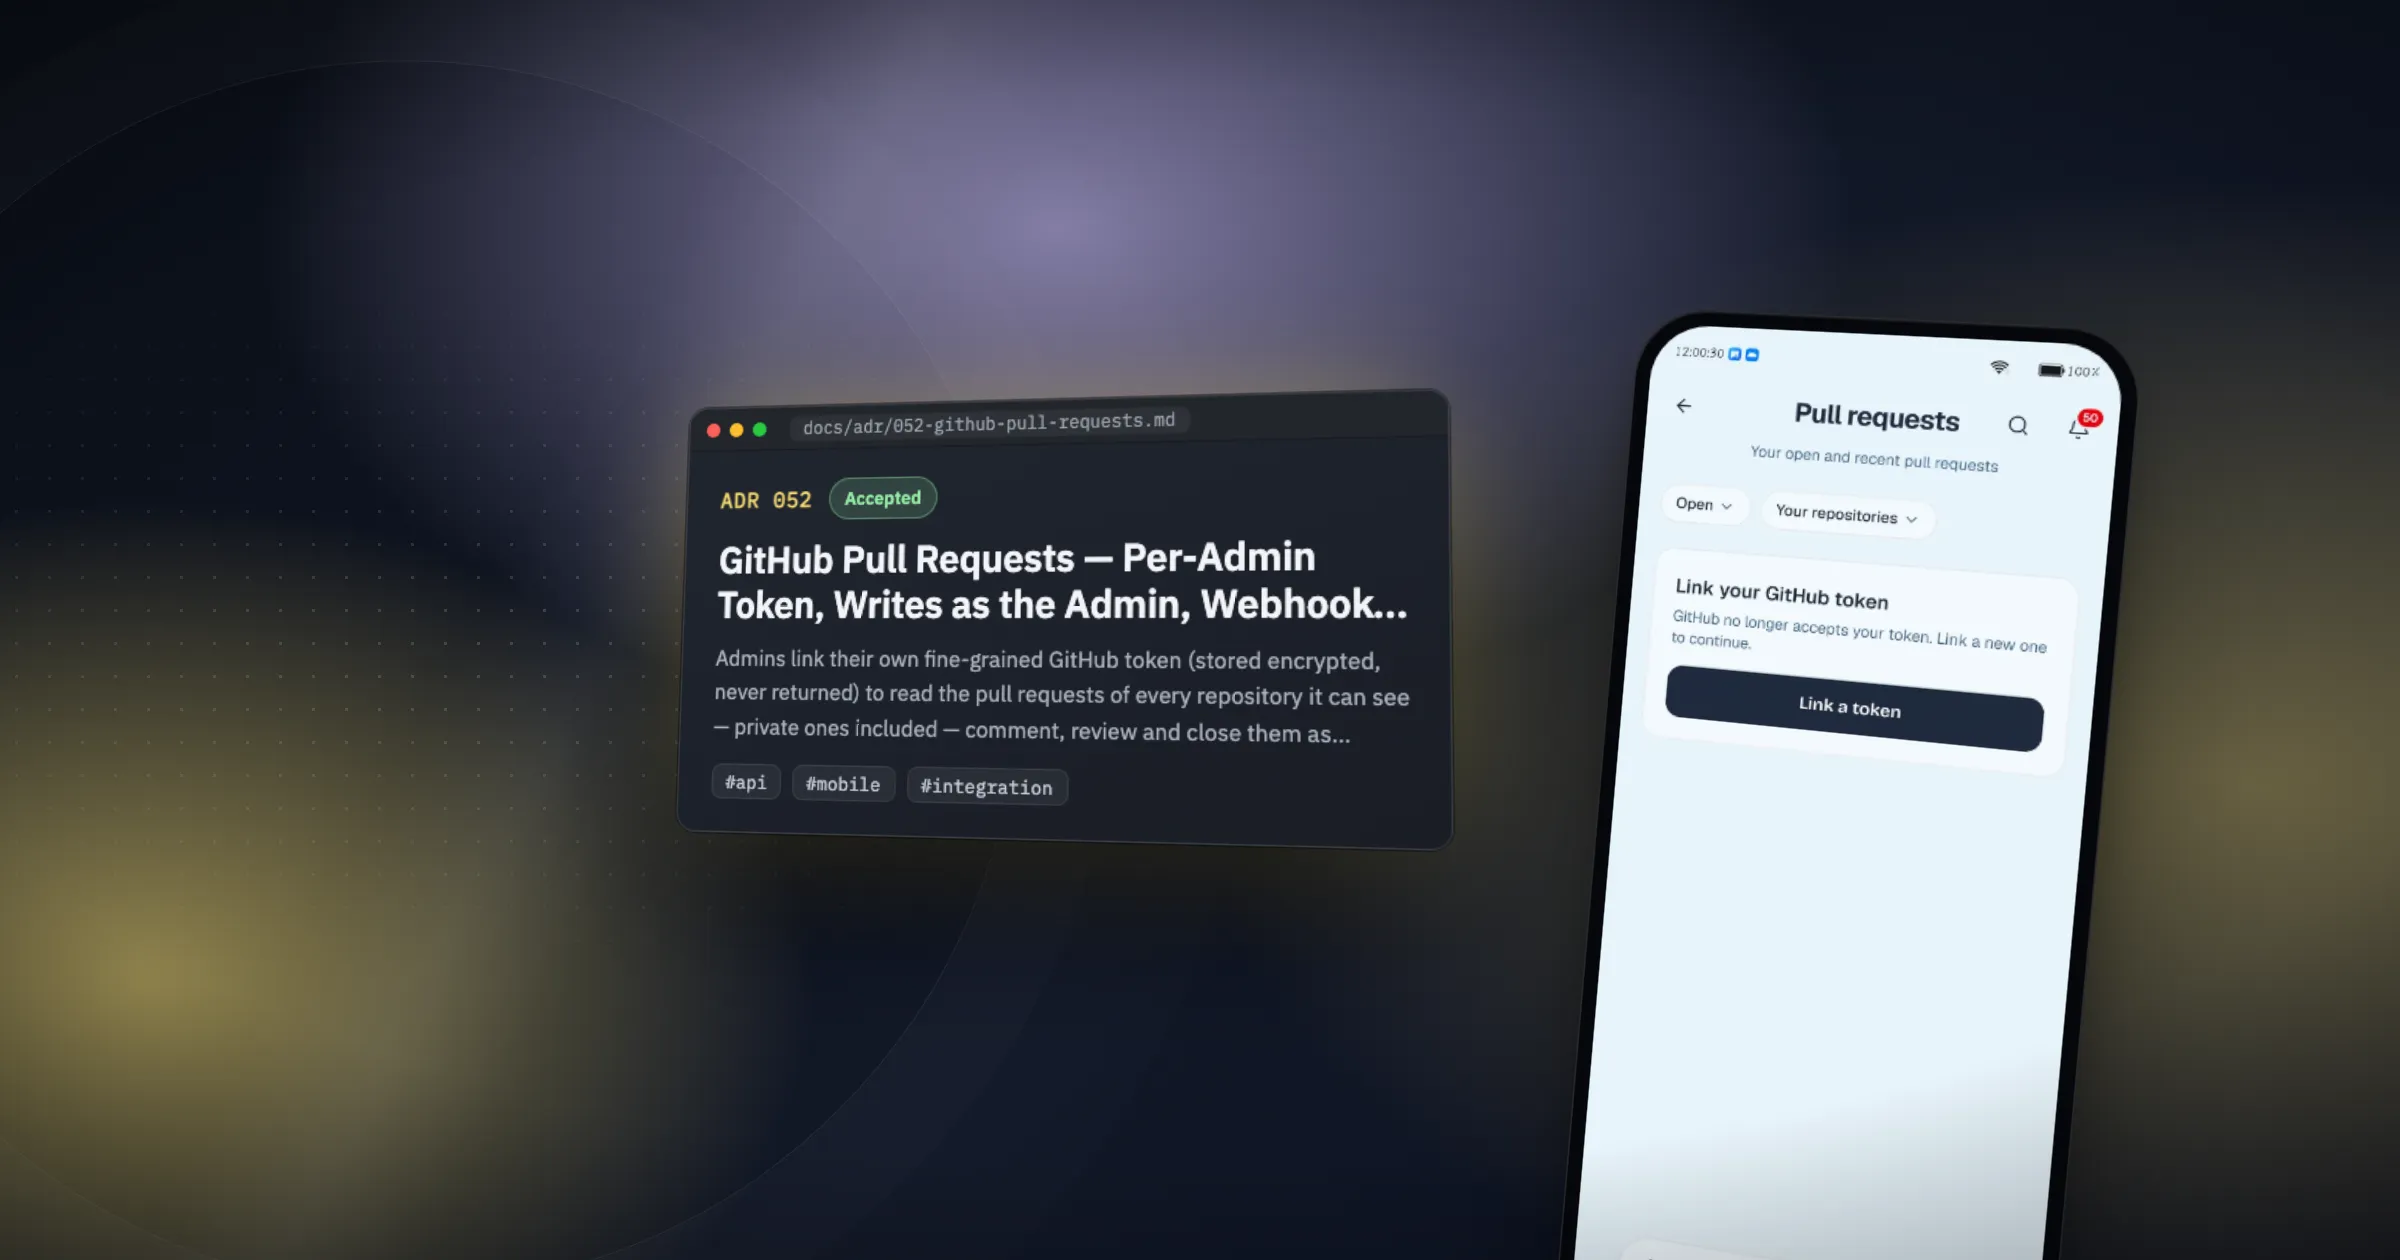 docs/adr/052-github-pull-requests.md
ADR 052 Accepted
GitHub Pull Requests — Per-Admin
Token, Writes as the Admin, Webhook...
Admins link their own fine-grained GitHub token (stored encrypted,
never returned) to read the pull requests of every repository it can see
— private ones included — comment, review and close them as...
#api #mobile #integration
12:00:30 100%
Pull requests
50
Your open and recent pull requests
Open Your repositories
Link your GitHub token
GitHub no longer accepts your token. Link a new one
to continue.
Link a token